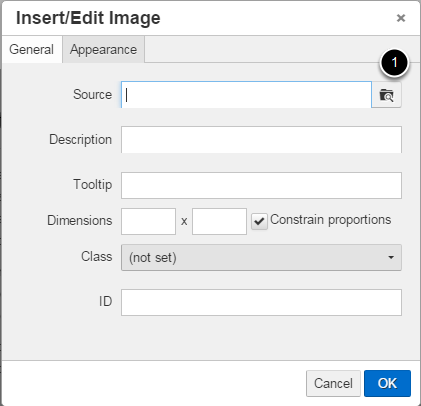 Insert/Edit Image ×
General Appearance
1
Source
Description
Tooltip
Dimensions x Constrain proportions
Class (not set)
ID
Cancel OK